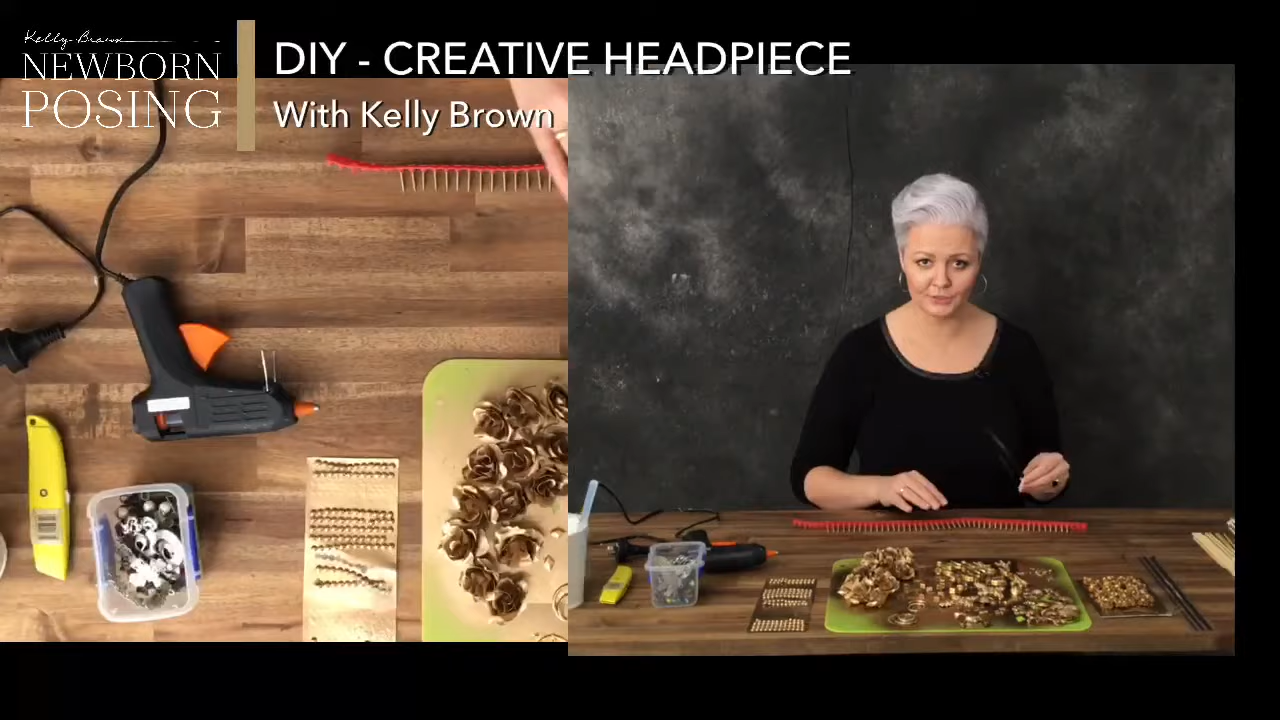 Kelly Brown
NEWBORN
POSING
DIY - CREATIVE HEADPIECE
With Kelly Brown